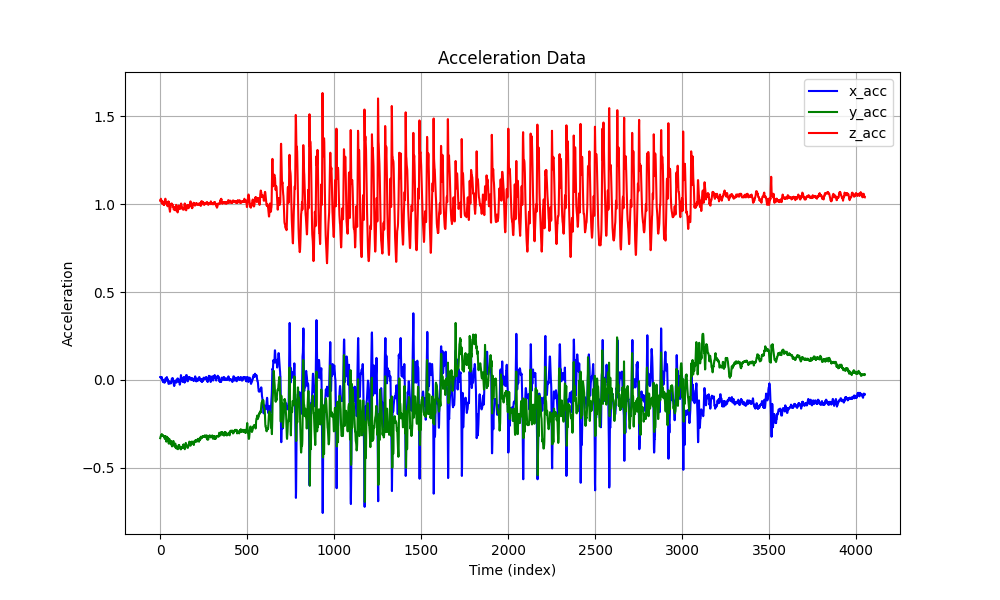 Acceleration Data
x_acc
y_acc
z_acc
1.5
1.0
0.5
0.0
−0.5
Acceleration
0 500 1000 1500 2000 2500 3000 3500 4000
Time (index)